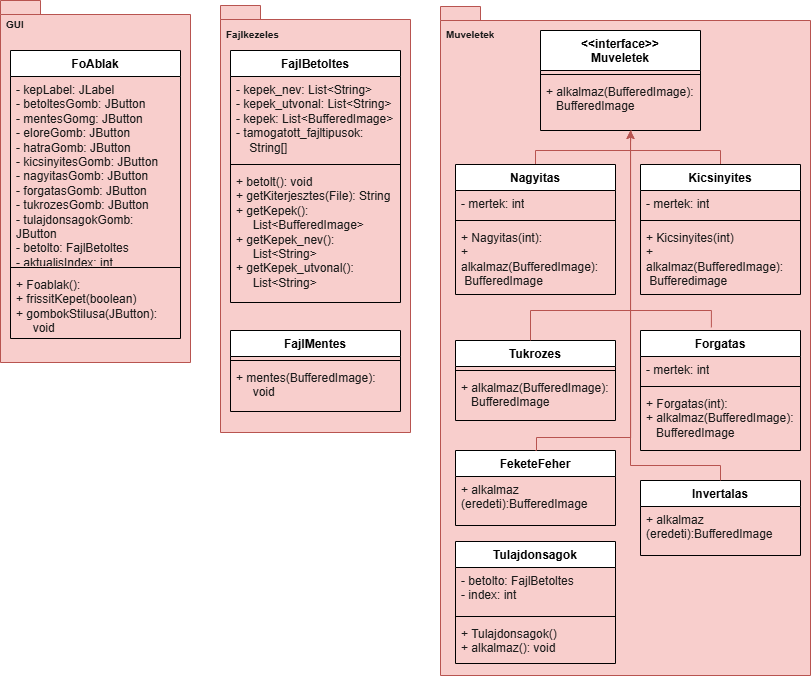 GUI
FoAblak
- kepLabel: JLabel
- betoltesGomb: JButton
- mentesGomg: JButton
- eloreGomb: JButton
- hatraGomb: JButton
- kicsinyitesGomb: JButton
- nagyitasGomb: JButton
- forgatasGomb: JButton
- tukrozesGomb: JButton
- tulajdonsagokGomb:
JButton
- betolto: FajlBetoltes
- aktualisIndex: int
+ Foablak():
+ frissitKepet(boolean)
+ gombokStilusa(JButton):
void
Fajlkezeles
FajlBetoltes
- kepek_nev: List<String>
- kepek_utvonal: List<String>
- kepek: List<BufferedImage>
- tamogatott_fajltipusok:
String[]
+ betolt(): void
+ getKiterjesztes(File): String
+ getKepek():
List<BufferedImage>
+ getKepek_nev():
List<String>
+ getKepek_utvonal():
List<String>
FajlMentes
+ mentes(BufferedImage):
void
Muveletek
<<interface>>
Muveletek
+ alkalmaz(BufferedImage):
BufferedImage
Nagyitas
- mertek: int
+ Nagyitas(int):
+
alkalmaz(BufferedImage):
BufferedImage
Kicsinyites
- mertek: int
+ Kicsinyites(int)
+
alkalmaz(BufferedImage):
Bufferedimage
Tukrozes
+ alkalmaz(BufferedImage):
BufferedImage
Forgatas
- mertek: int
+ Forgatas(int):
+ alkalmaz(BufferedImage):
BufferedImage
FeketeFeher
+ alkalmaz
(eredeti):BufferedImage
Invertalas
+ alkalmaz
(eredeti):BufferedImage
Tulajdonsagok
- betolto: FajlBetoltes
- index: int
+ Tulajdonsagok()
+ alkalmaz(): void